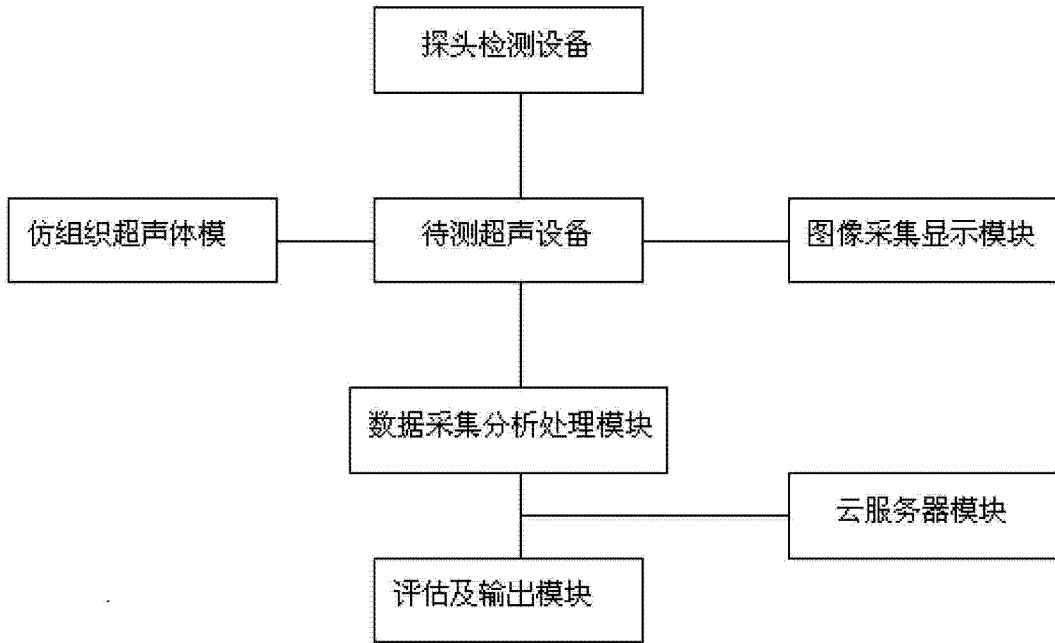 探头检测设备
仿组织超声体模
待测超声设备
图像采集显示模块
数据采集分析处理模块
云服务器模块
评估及输出模块